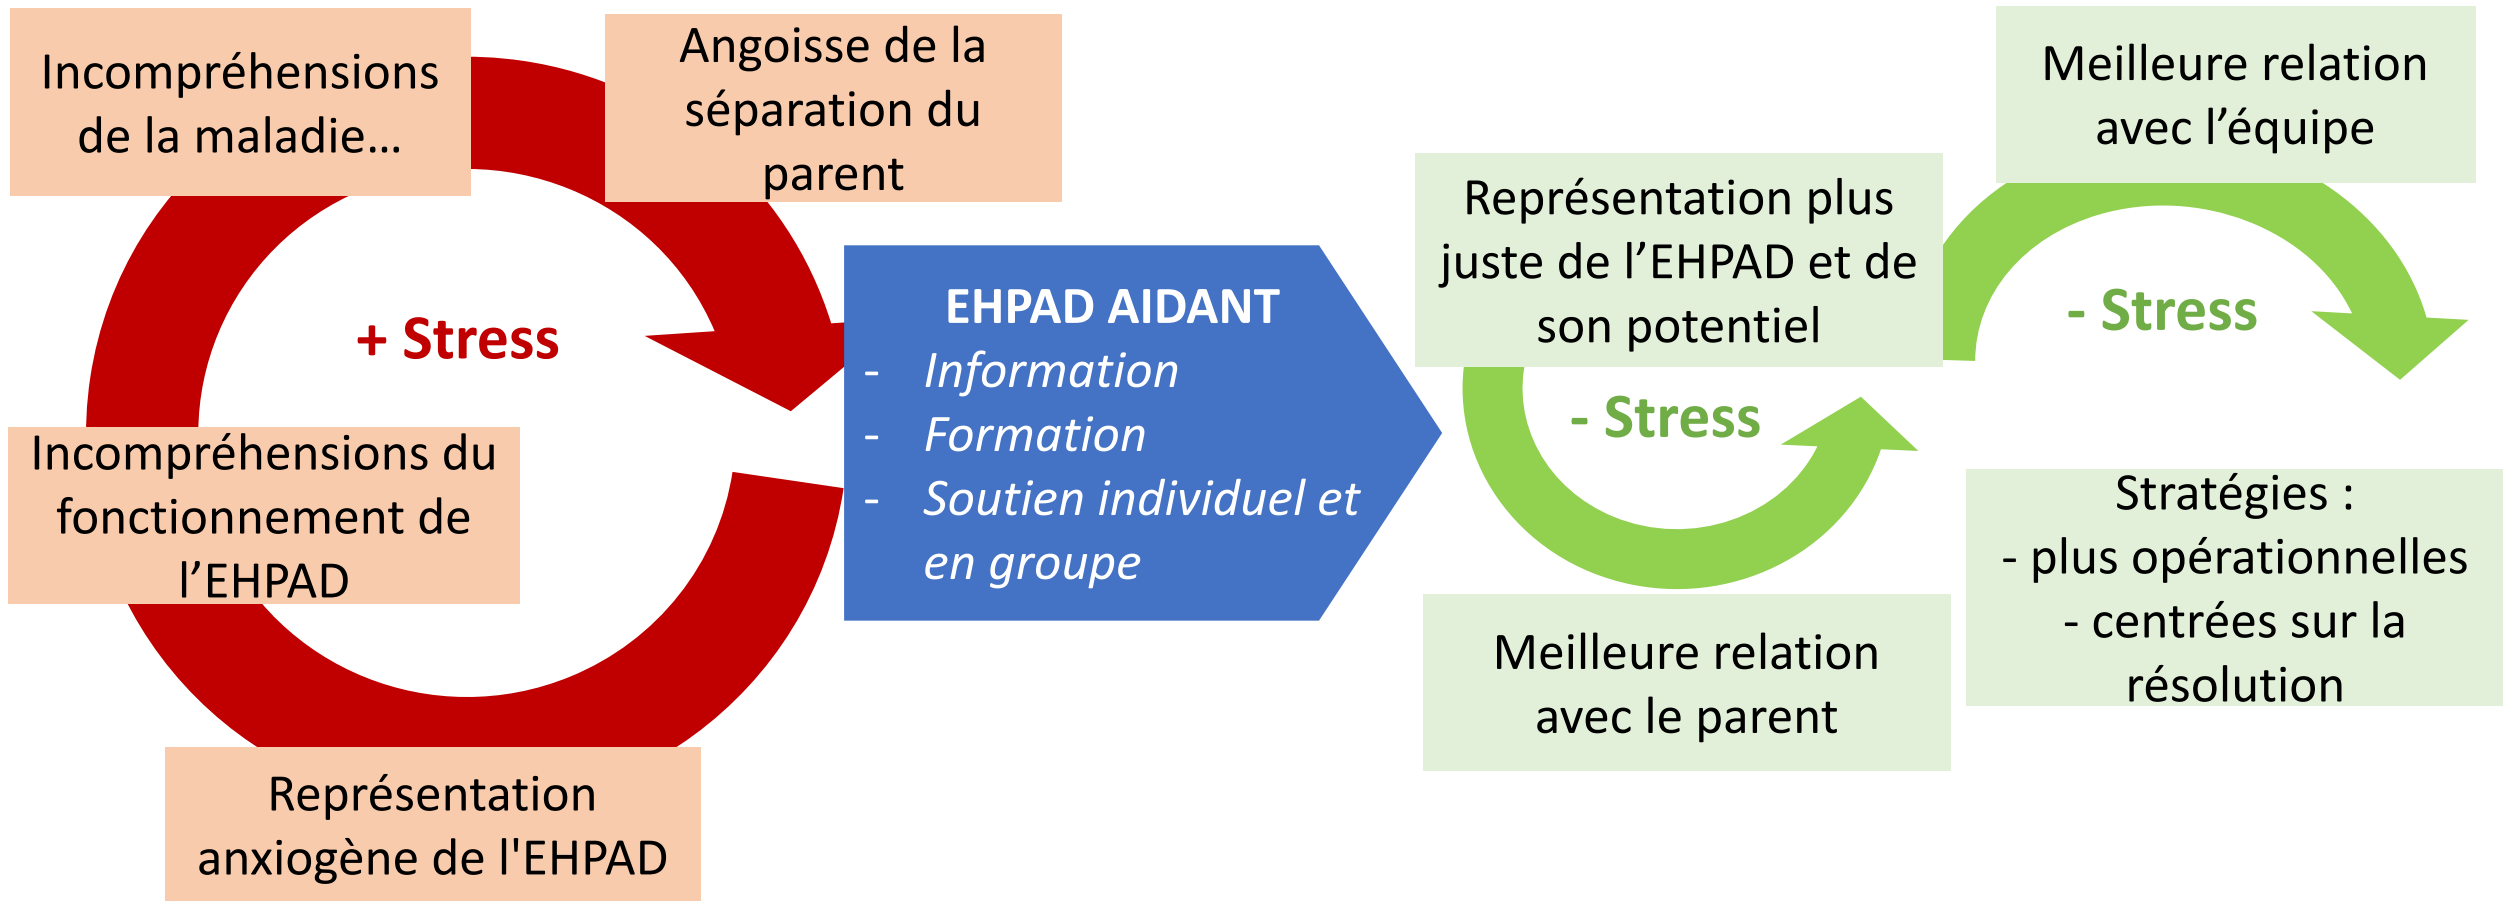 Incompréhensions
de la maladie...
Angoisse de la
séparation du
parent
+ Stress
Incompréhensions du
fonctionnement de
l’EHPAD
Représentation
anxiogène de l'EHPAD
EHPAD AIDANT
- Information
- Formation
- Soutien individuel et
en groupe
Représentation plus
juste de l’EHPAD et de
son potentiel
- Stress
Meilleure relation
avec le parent
Meilleure relation
avec l’équipe
- Stress
Stratégies :
- plus opérationnelles
- centrées sur la
résolution